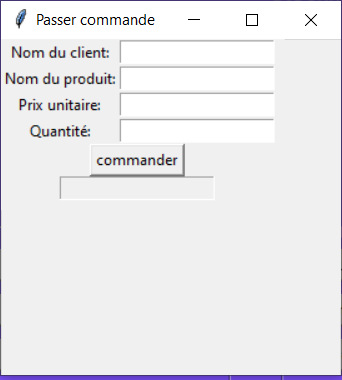 Passer commande
Nom du client:
Nom du produit:
Prix unitaire:
Quantité:
commander